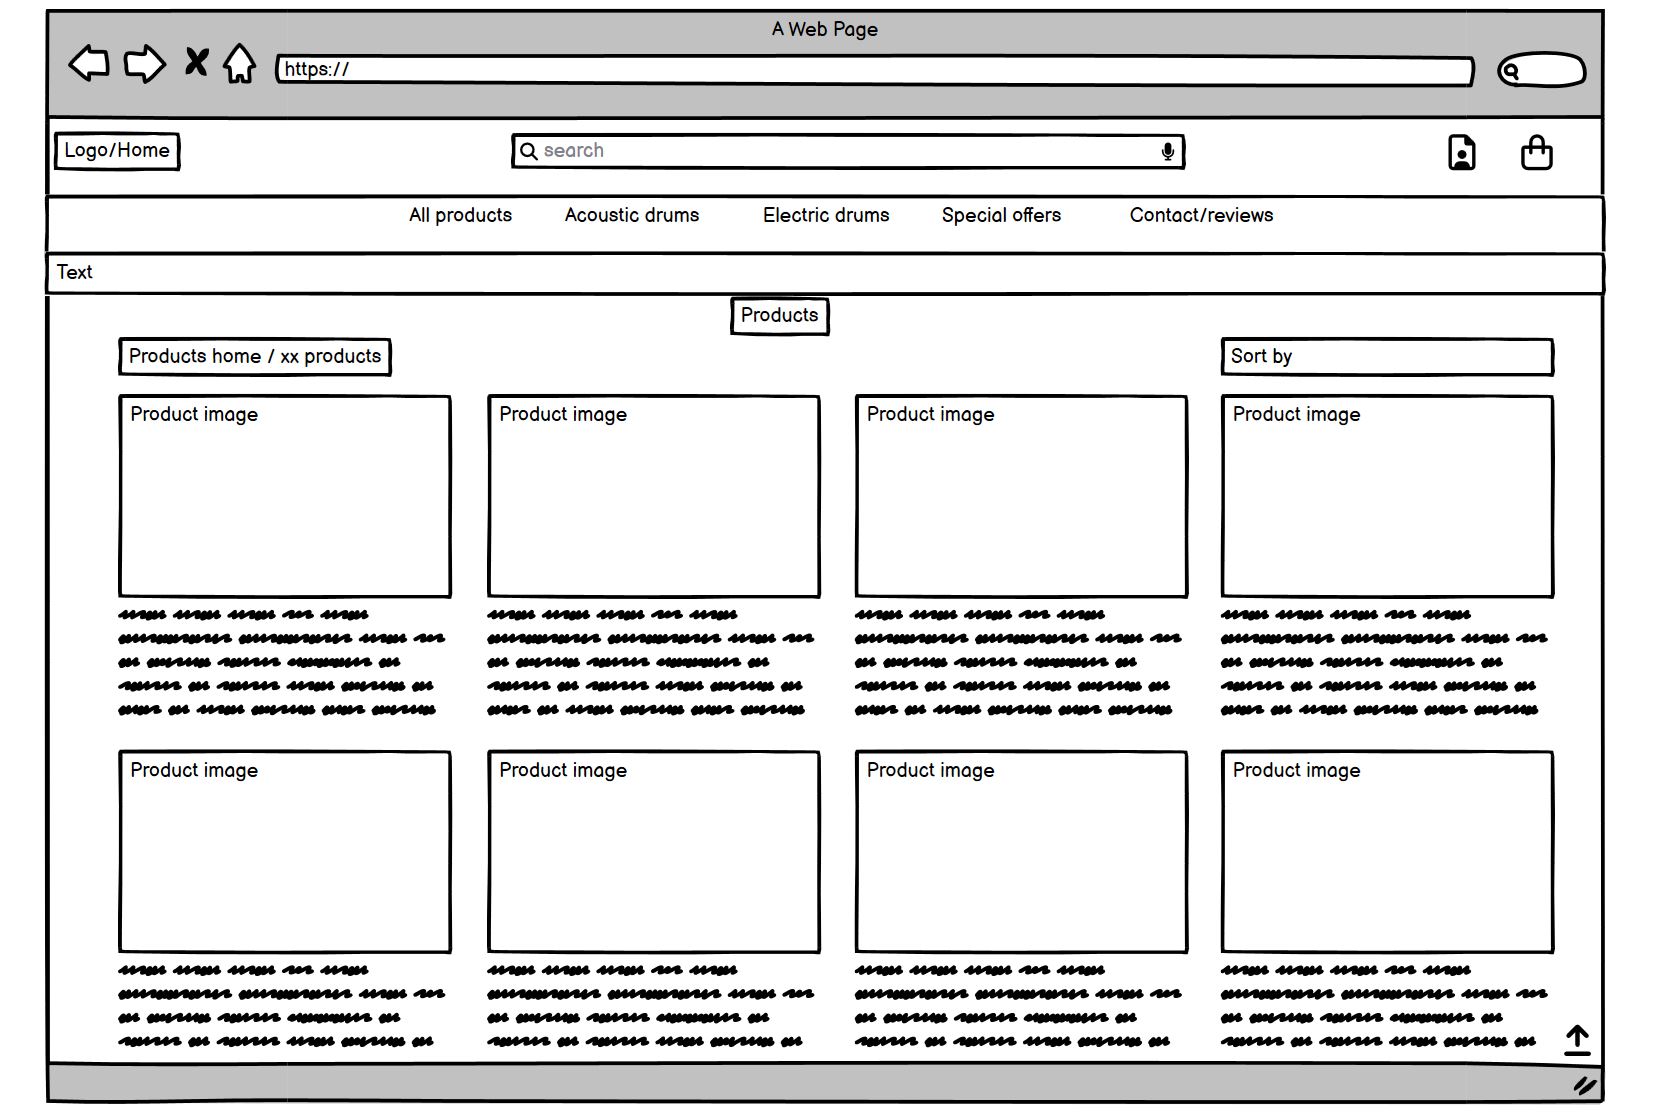 A Web Page
https://
Logo/Home
search
All products Acoustic drums Electric drums Special offers Contact/reviews
Text
Products
Products home / xx products
Sort by
Product image Product image Product image Product image
Product image Product image Product image Product image